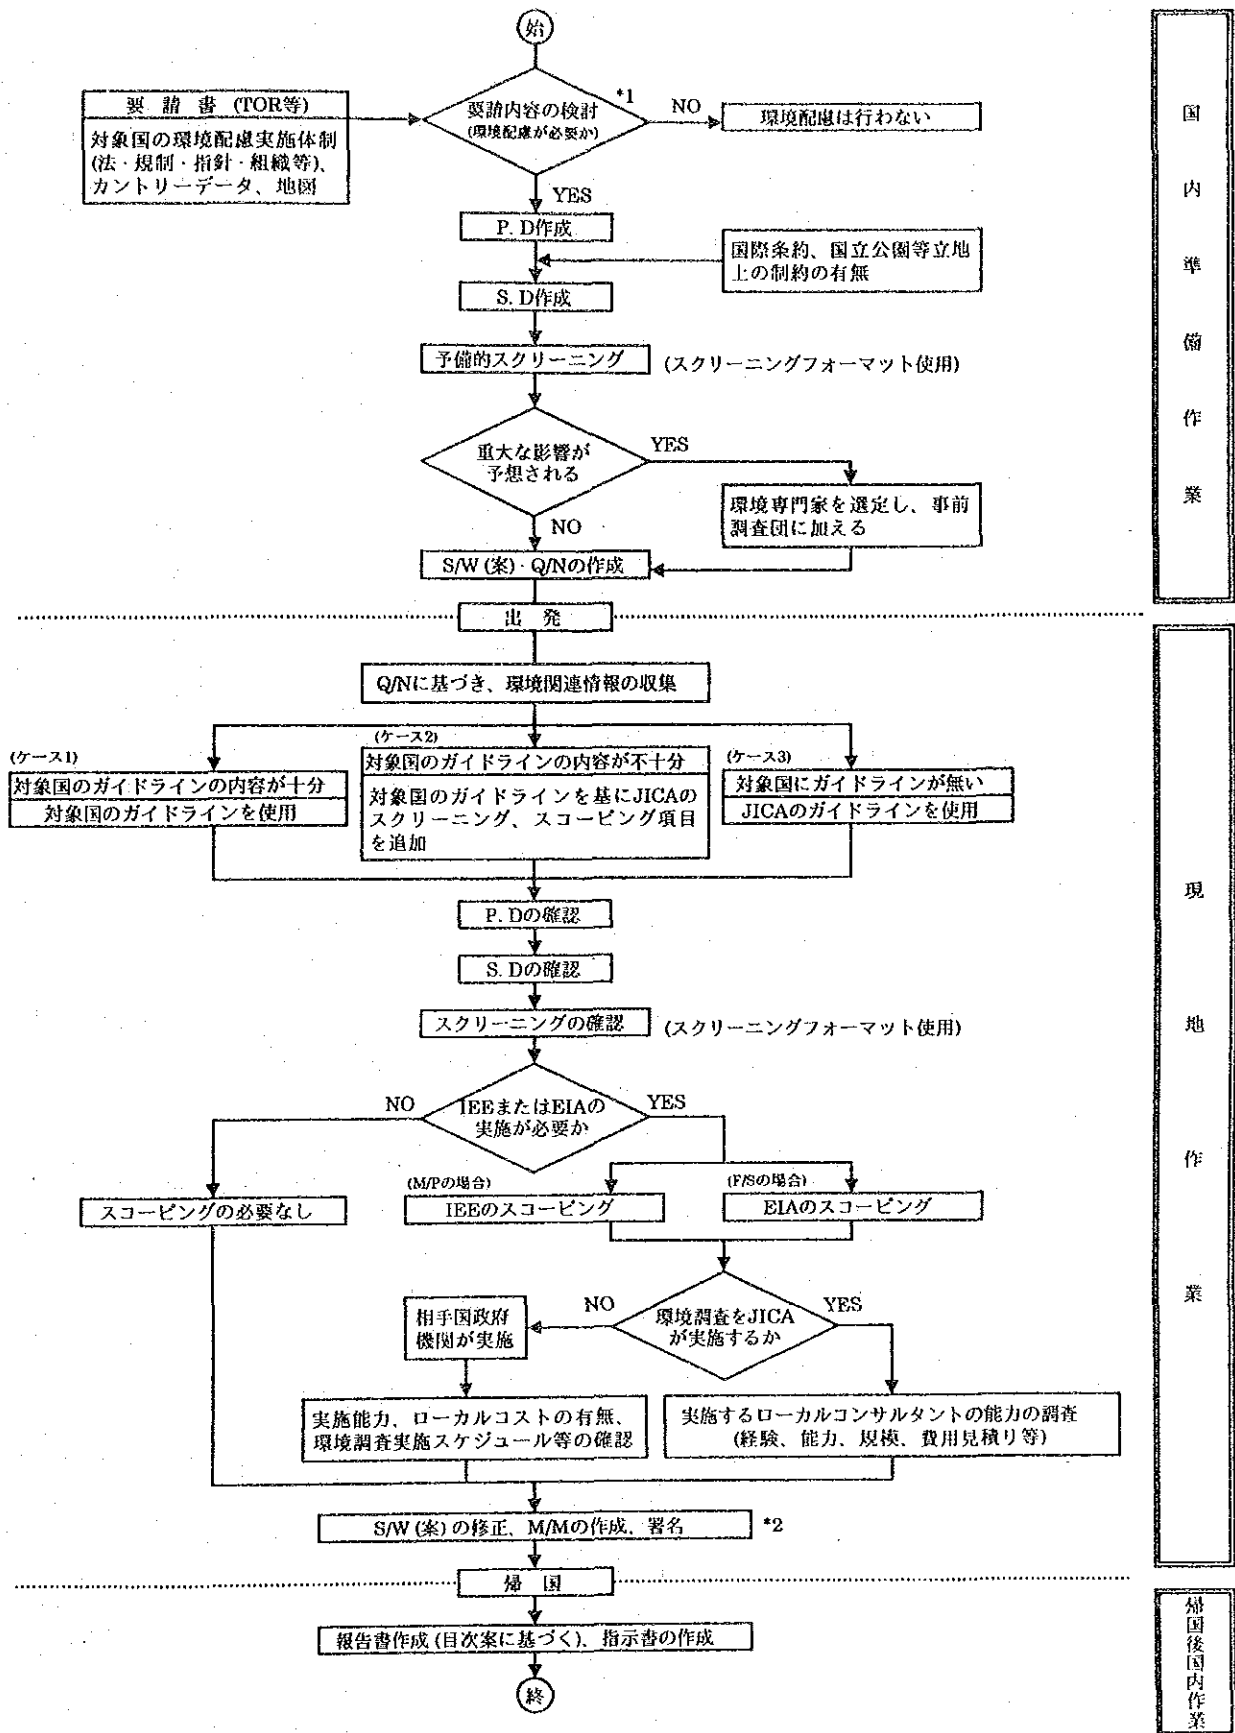 始
要 請 書 (TOR等)
対象国の環境配慮実施体制
(法・規制・指針・組織等)、
カントリーデータ、地図
要請内容の検討
(環境配慮が必要か)
*1
NO
環境配慮は行わない
YES
P. D作成
国際条約、国立公園等立地
上の制約の有無
S. D作成
予備的スクリーニング
(スクリーニングフォーマット使用)
重大な影響が
予想される
YES
環境専門家を選定し、事前
調査団に加える
NO
S/W (案)・Q/Nの作成
国内準備作業
出 発
Q/Nに基づき、環境関連情報の収集
(ケース1)
対象国のガイドラインの内容が十分
対象国のガイドラインを使用
(ケース2)
対象国のガイドラインの内容が不十分
対象国のガイドラインを基にJICAの
スクリーニング、スコーピング項目
を追加
(ケース3)
対象国にガイドラインが無い
JICAのガイドラインを使用
P. Dの確認
S. Dの確認
スクリーニングの確認
(スクリーニングフォーマット使用)
IEEまたはEIAの
実施が必要か
NO
YES
スコーピングの必要なし
(M/Pの場合)
IEEのスコーピング
(F/Sの場合)
EIAのスコーピング
環境調査をJICA
が実施するか
NO
YES
相手国政府
機関が実施
実施能力、ローカルコストの有無、
環境調査実施スケジュール等の確認
実施するローカルコンサルタントの能力の調査
(経験、能力、規模、費用見積り等)
S/W (案) の修正、M/Mの作成、署名
*2
現地作業
帰 国
報告書作成 (目次案に基づく)、指示書の作成
終
帰国後国内作業